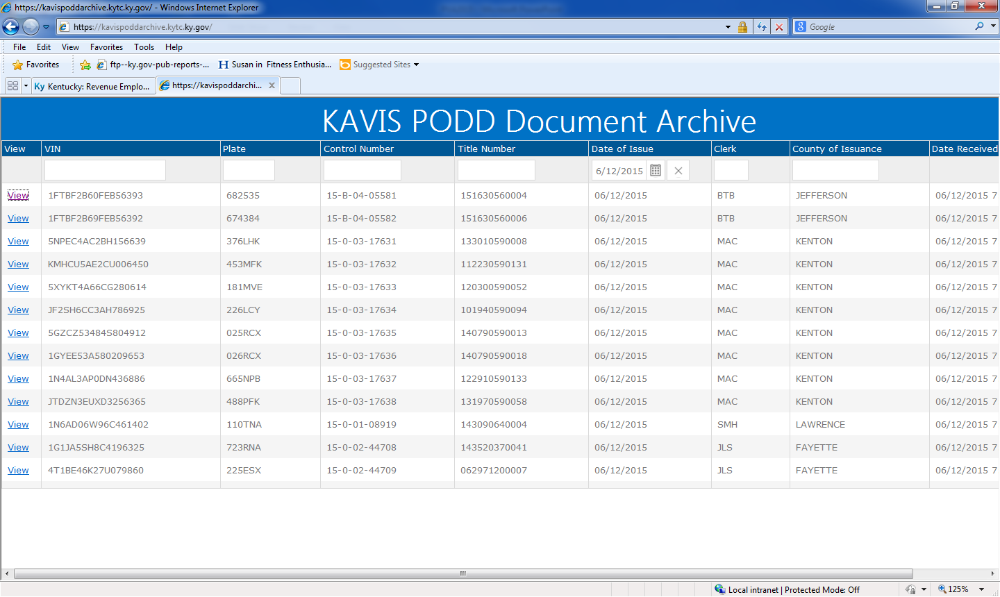 https://kavispoddarchive.kytc.ky.gov/ - Windows Internet Explorer
https://kavispoddarchive.kytc.ky.gov/ Google
File Edit View Favorites Tools Help
Favorites ftp--ky.gov-pub-reports-... Susan in Fitness Enthusia... Suggested Sites
Kentucky: Revenue Emplo... https://kavispoddarchi...
KAVIS PODD Document Archive
View VIN Plate Control Number Title Number Date of Issue Clerk County of Issuance Date Received
6/12/2015
View 1FTBF2B60FEB56393 682535 15-B-04-05581 151630560004 06/12/2015 BTB JEFFERSON 06/12/2015 7
View 1FTBF2B69FEB56392 674384 15-B-04-05582 151630560006 06/12/2015 BTB JEFFERSON 06/12/2015 7
View 5NPEC4AC2BH156639 376LHK 15-0-03-17631 133010590008 06/12/2015 MAC KENTON 06/12/2015 7
View KMHCU5AE2CU006450 453MFK 15-0-03-17632 112230590131 06/12/2015 MAC KENTON 06/12/2015 7
View 5XYKT4A66CG280614 181MVE 15-0-03-17633 120300590052 06/12/2015 MAC KENTON 06/12/2015 7
View JF2SH6CC3AH786925 226LCY 15-0-03-17634 101940590094 06/12/2015 MAC KENTON 06/12/2015 7
View 5GZCZ53484S804912 025RCX 15-0-03-17635 140790590013 06/12/2015 MAC KENTON 06/12/2015 7
View 1GYEE53A580209653 026RCX 15-0-03-17636 140790590018 06/12/2015 MAC KENTON 06/12/2015 7
View 1N4AL3AP0DN436886 665NPB 15-0-03-17637 122910590133 06/12/2015 MAC KENTON 06/12/2015 7
View JTDZN3EUXD3256365 488PFK 15-0-03-17638 131970590058 06/12/2015 MAC KENTON 06/12/2015 7
View 1N6AD06W96C461402 110TNA 15-0-01-08919 143090640004 06/12/2015 SMH LAWRENCE 06/12/2015 7
View 1G1JA5SH8C4196325 723RNA 15-0-02-44708 143520370041 06/12/2015 JLS FAYETTE 06/12/2015 7
View 4T1BE46K27U079860 225ESX 15-0-02-44709 062971200007 06/12/2015 JLS FAYETTE 06/12/2015 7
Local intranet | Protected Mode: Off 125%